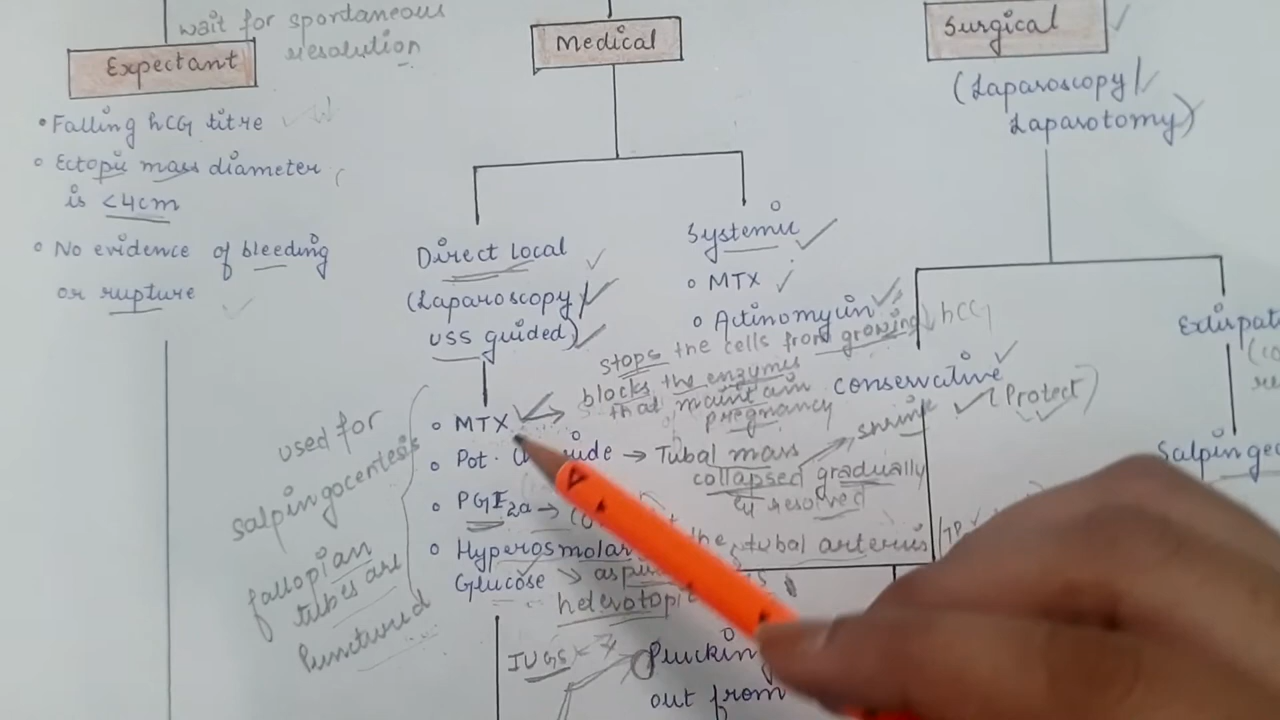 wait for spontaneous
resolution
Expectant
• Falling hCG titre
• Ectopic mass diameter
is <4cm
• No evidence of bleeding
or rupture
Medical
Direct local
(Laparoscopy/
USS guided)
• MTX
• Pot.
• PGF2a →
• Hyperosmolar
Glucose
used for
salpingocentesis
fallopian
tubes are
punctured
Systemic
• MTX
• Actinomycin
↓ hCG
stops the cells from growing
blocks the enzymes
that maintain
pregnancy
→ Tubal mass
collapsed gradually
resolved
shrink
the tubal arteries
heterotopic
IUGS
Plucking
out from
Surgical
(Laparoscopy/
Laparotomy)
conservative
(Protect)